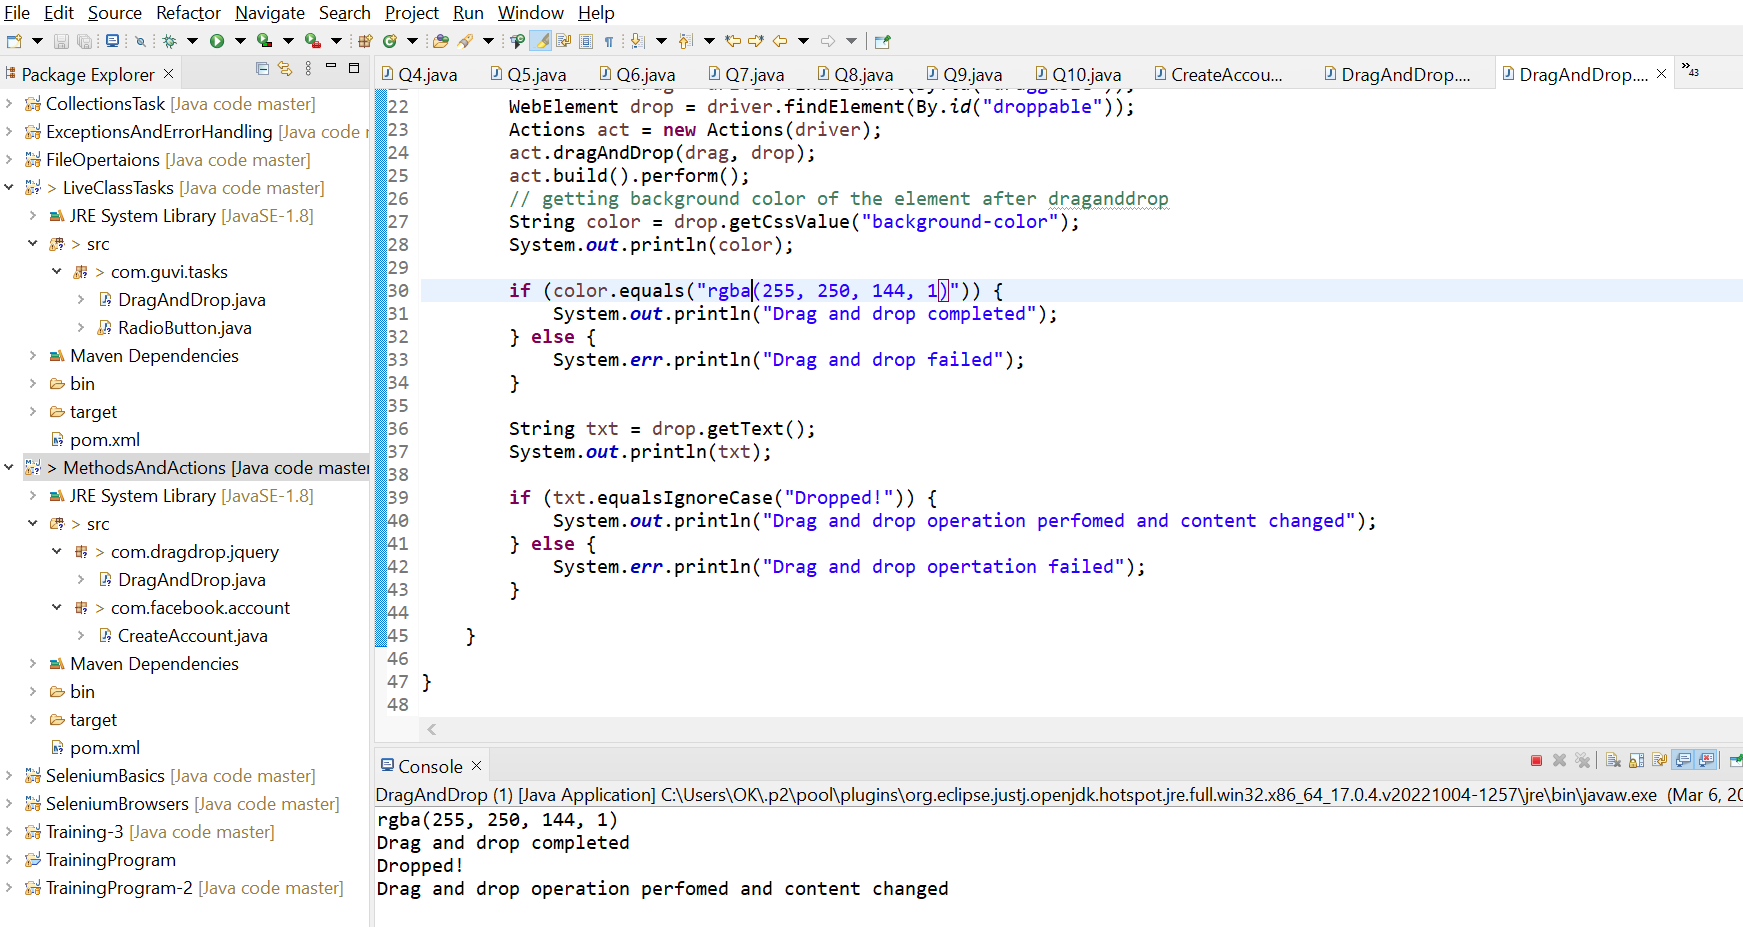 File Edit Source Refactor Navigate Search Project Run Window Help
Package Explorer
CollectionsTask [Java code master]
ExceptionsAndErrorHandling [Java code r
FileOpertaions [Java code master]
> LiveClassTasks [Java code master]
JRE System Library [JavaSE-1.8]
> src
> com.guvi.tasks
DragAndDrop.java
RadioButton.java
Maven Dependencies
bin
target
pom.xml
> MethodsAndActions [Java code master
JRE System Library [JavaSE-1.8]
> src
> com.dragdrop.jquery
DragAndDrop.java
> com.facebook.account
CreateAccount.java
Maven Dependencies
bin
target
pom.xml
SeleniumBasics [Java code master]
SeleniumBrowsers [Java code master]
Training-3 [Java code master]
TrainingProgram
TrainingProgram-2 [Java code master]
Q4.java Q5.java Q6.java Q7.java Q8.java Q9.java Q10.java CreateAccou... DragAndDrop.... DragAndDrop.... »43
22 WebElement drop = driver.findElement(By.id("droppable"));
23 Actions act = new Actions(driver);
24 act.dragAndDrop(drag, drop);
25 act.build().perform();
26 // getting background color of the element after draganddrop
27 String color = drop.getCssValue("background-color");
28 System.out.println(color);
29
30 if (color.equals("rgba(255, 250, 144, 1)")) {
31 System.out.println("Drag and drop completed");
32 } else {
33 System.err.println("Drag and drop failed");
34 }
35
36 String txt = drop.getText();
37 System.out.println(txt);
38
39 if (txt.equalsIgnoreCase("Dropped!")) {
40 System.out.println("Drag and drop operation perfomed and content changed");
41 } else {
42 System.err.println("Drag and drop opertation failed");
43 }
44
45 }
46
47 }
48
Console
DragAndDrop (1) [Java Application] C:\Users\OK\.p2\pool\plugins\org.eclipse.justj.openjdk.hotspot.jre.full.win32.x86_64_17.0.4.v20221004-1257\jre\bin\javaw.exe (Mar 6, 20
rgba(255, 250, 144, 1)
Drag and drop completed
Dropped!
Drag and drop operation perfomed and content changed